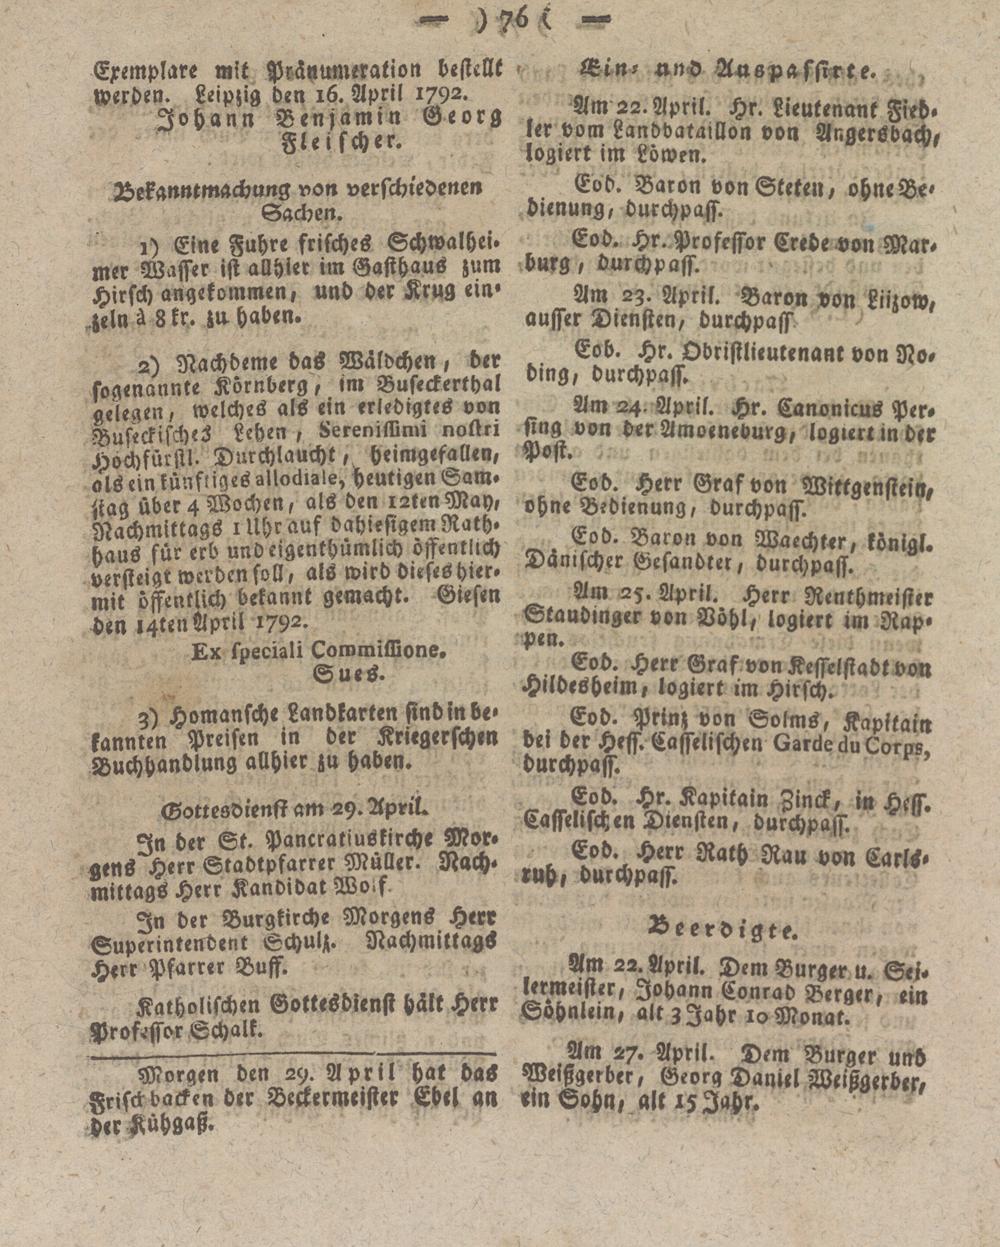 — ) 76 ( —
Exemplare mit Pränumeration bestellt
werden. Leipzig den 16. April 1792.
Johann Benjamin Georg
Fleischer.
Bekanntmachung von verschiedenen
Sachen.
1) Eine Fuhre frisches Schwalhei-
mer Wasser ist allhier im Gasthaus zum
Hirsch angekommen, und der Krug ein-
zeln à 8 kr. zu haben.
2) Nachdeme das Wäldchen, der
sogenannte Körnberg, im Buseckerthal
gelegen, welches als ein erledigtes von
Buseckisches Lehen, Serenissimi nostri
Hochfürstl. Durchlaucht, heimgefallen,
als ein künftiges allodiale, heutigen Sam-
stag über 4 Wochen, als den 12ten May,
Nachmittags 1 Uhr auf dahiesigem Rath-
haus für erb und eigenthümlich öffentlich
versteigt werden soll, als wird dieses hier-
mit öffentlich bekannt gemacht. Giesen
den 14ten April 1792.
Ex speciali Commissione.
Sues.
3) Homansche Landkarten sind in be-
kannten Preisen in der Kriegerschen
Buchhandlung allhier zu haben.
Gottesdienst am 29. April.
In der St. Pancratiuskirche Mor-
gens Herr Stadtpfarrer Müller. Nach-
mittags Herr Kandidat Wolf.
In der Burgkirche Morgens Herr
Superintendent Schulz. Nachmittags
Herr Pfarrer Buff.
Katholischen Gottesdienst hält Herr
Professor Schalk.
Morgen den 29. April hat das
Frischbacken der Beckermeister Ebel an
der Kühgaß.
Ein- und Auspassirte.
Am 22. April. Hr. Lieutenant Fied-
ler vom Landbataillon von Angersbach,
logiert im Löwen.
Eod. Baron von Steten, ohne Be-
dienung, durchpass.
Eod. Hr. Professor Crede von Mar-
burg, durchpass.
Am 23. April. Baron von Liizow,
ausser Diensten, durchpass.
Eod. Hr. Obristlieutenant von No-
ding, durchpass.
Am 24. April. Hr. Canonicus Per-
sing von der Amoeneburg, logiert in der
Post.
Eod. Herr Graf von Wittgenstein,
ohne Bedienung, durchpass.
Eod. Baron von Waechter, königl.
Dänischer Gesandter, durchpass.
Am 25. April. Herr Renthmeister
Staudinger von Vöhl, logiert im Rap-
pen.
Eod. Herr Graf von Kesselstadt von
Hildesheim, logiert im Hirsch.
Eod. Prinz von Solms, Kapitain
bei der Hess. Casselischen Garde du Corps,
durchpass.
Eod. Hr. Kapitain Zinck, in Hess.
Casselischen Diensten, durchpass.
Eod. Herr Rath Rau von Carls-
ruh, durchpass.
Beerdigte.
Am 22. April. Dem Burger u. Sei-
lermeister, Johann Conrad Berger, ein
Söhnlein, alt 3 Jahr 10 Monat.
Am 27. April. Dem Burger und
Weißgerber, Georg Daniel Weißgerber,
ein Sohn, alt 15 Jahr.